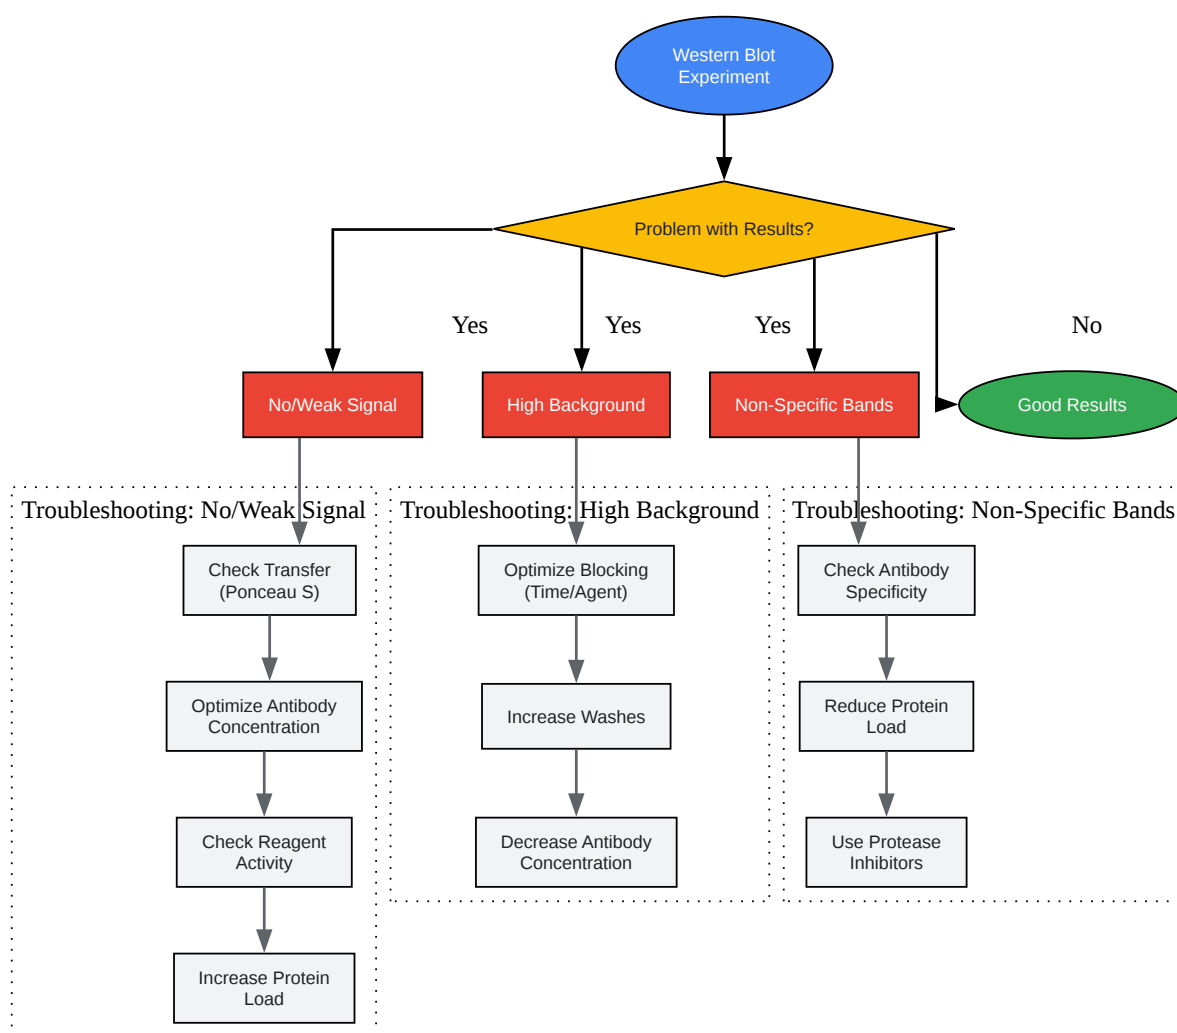 Western Blot
Experiment
Problem with Results?
Yes
Yes
Yes
No
No/Weak Signal
High Background
Non-Specific Bands
Good Results
Troubleshooting: No/Weak Signal
Troubleshooting: High Background
Troubleshooting: Non-Specific Bands
Check Transfer
(Ponceau S)
Optimize Blocking
(Time/Agent)
Check Antibody
Specificity
Optimize Antibody
Concentration
Increase Washes
Reduce Protein
Load
Check Reagent
Activity
Decrease Antibody
Concentration
Use Protease
Inhibitors
Increase Protein
Load